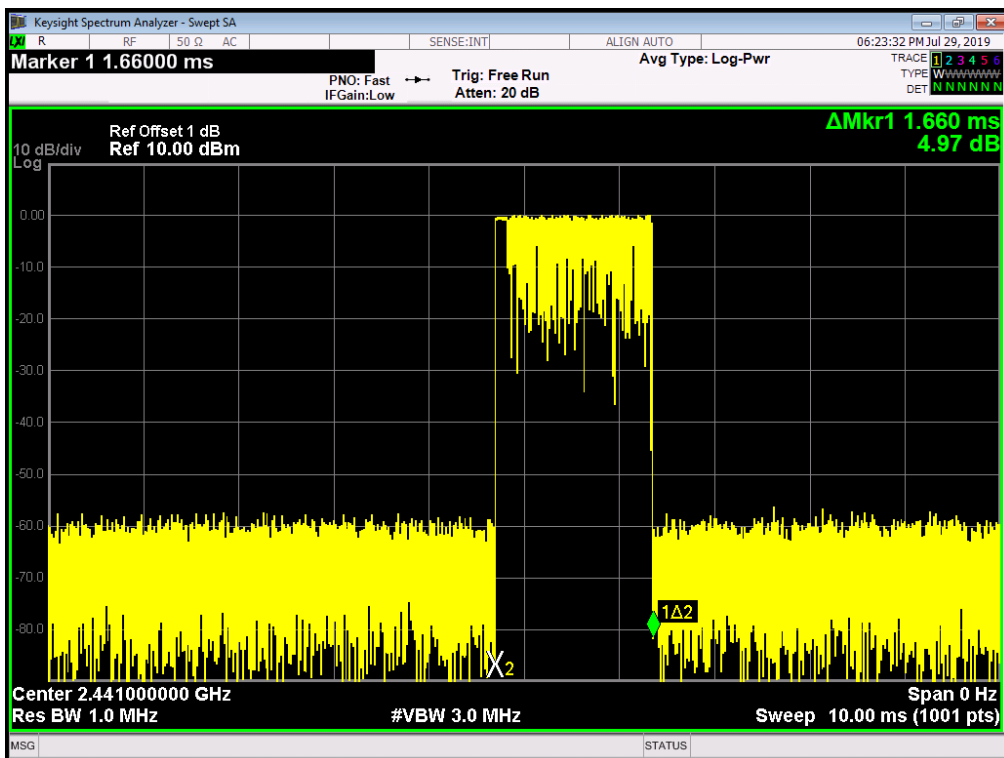 Keysight Spectrum Analyzer - Swept SA
LXI R RF 50 Ω AC SENSE:INT ALIGN AUTO 06:23:32 PM Jul 29, 2019
Marker 1 1.66000 ms
PNO: Fast
IFGain:Low
Trig: Free Run
Atten: 20 dB
Avg Type: Log-Pwr
TRACE 1 2 3 4 5 6
TYPE WWWWWW
DET N N N N N N
ΔMkr1 1.660 ms
4.97 dB
Ref Offset 1 dB
10 dB/div Ref 10.00 dBm
Log
0.00
-10.0
-20.0
-30.0
-40.0
-50.0
-60.0
-70.0
-80.0
1Δ2
X2
Center 2.441000000 GHz Span 0 Hz
Res BW 1.0 MHz #VBW 3.0 MHz Sweep 10.00 ms (1001 pts)
MSG STATUS